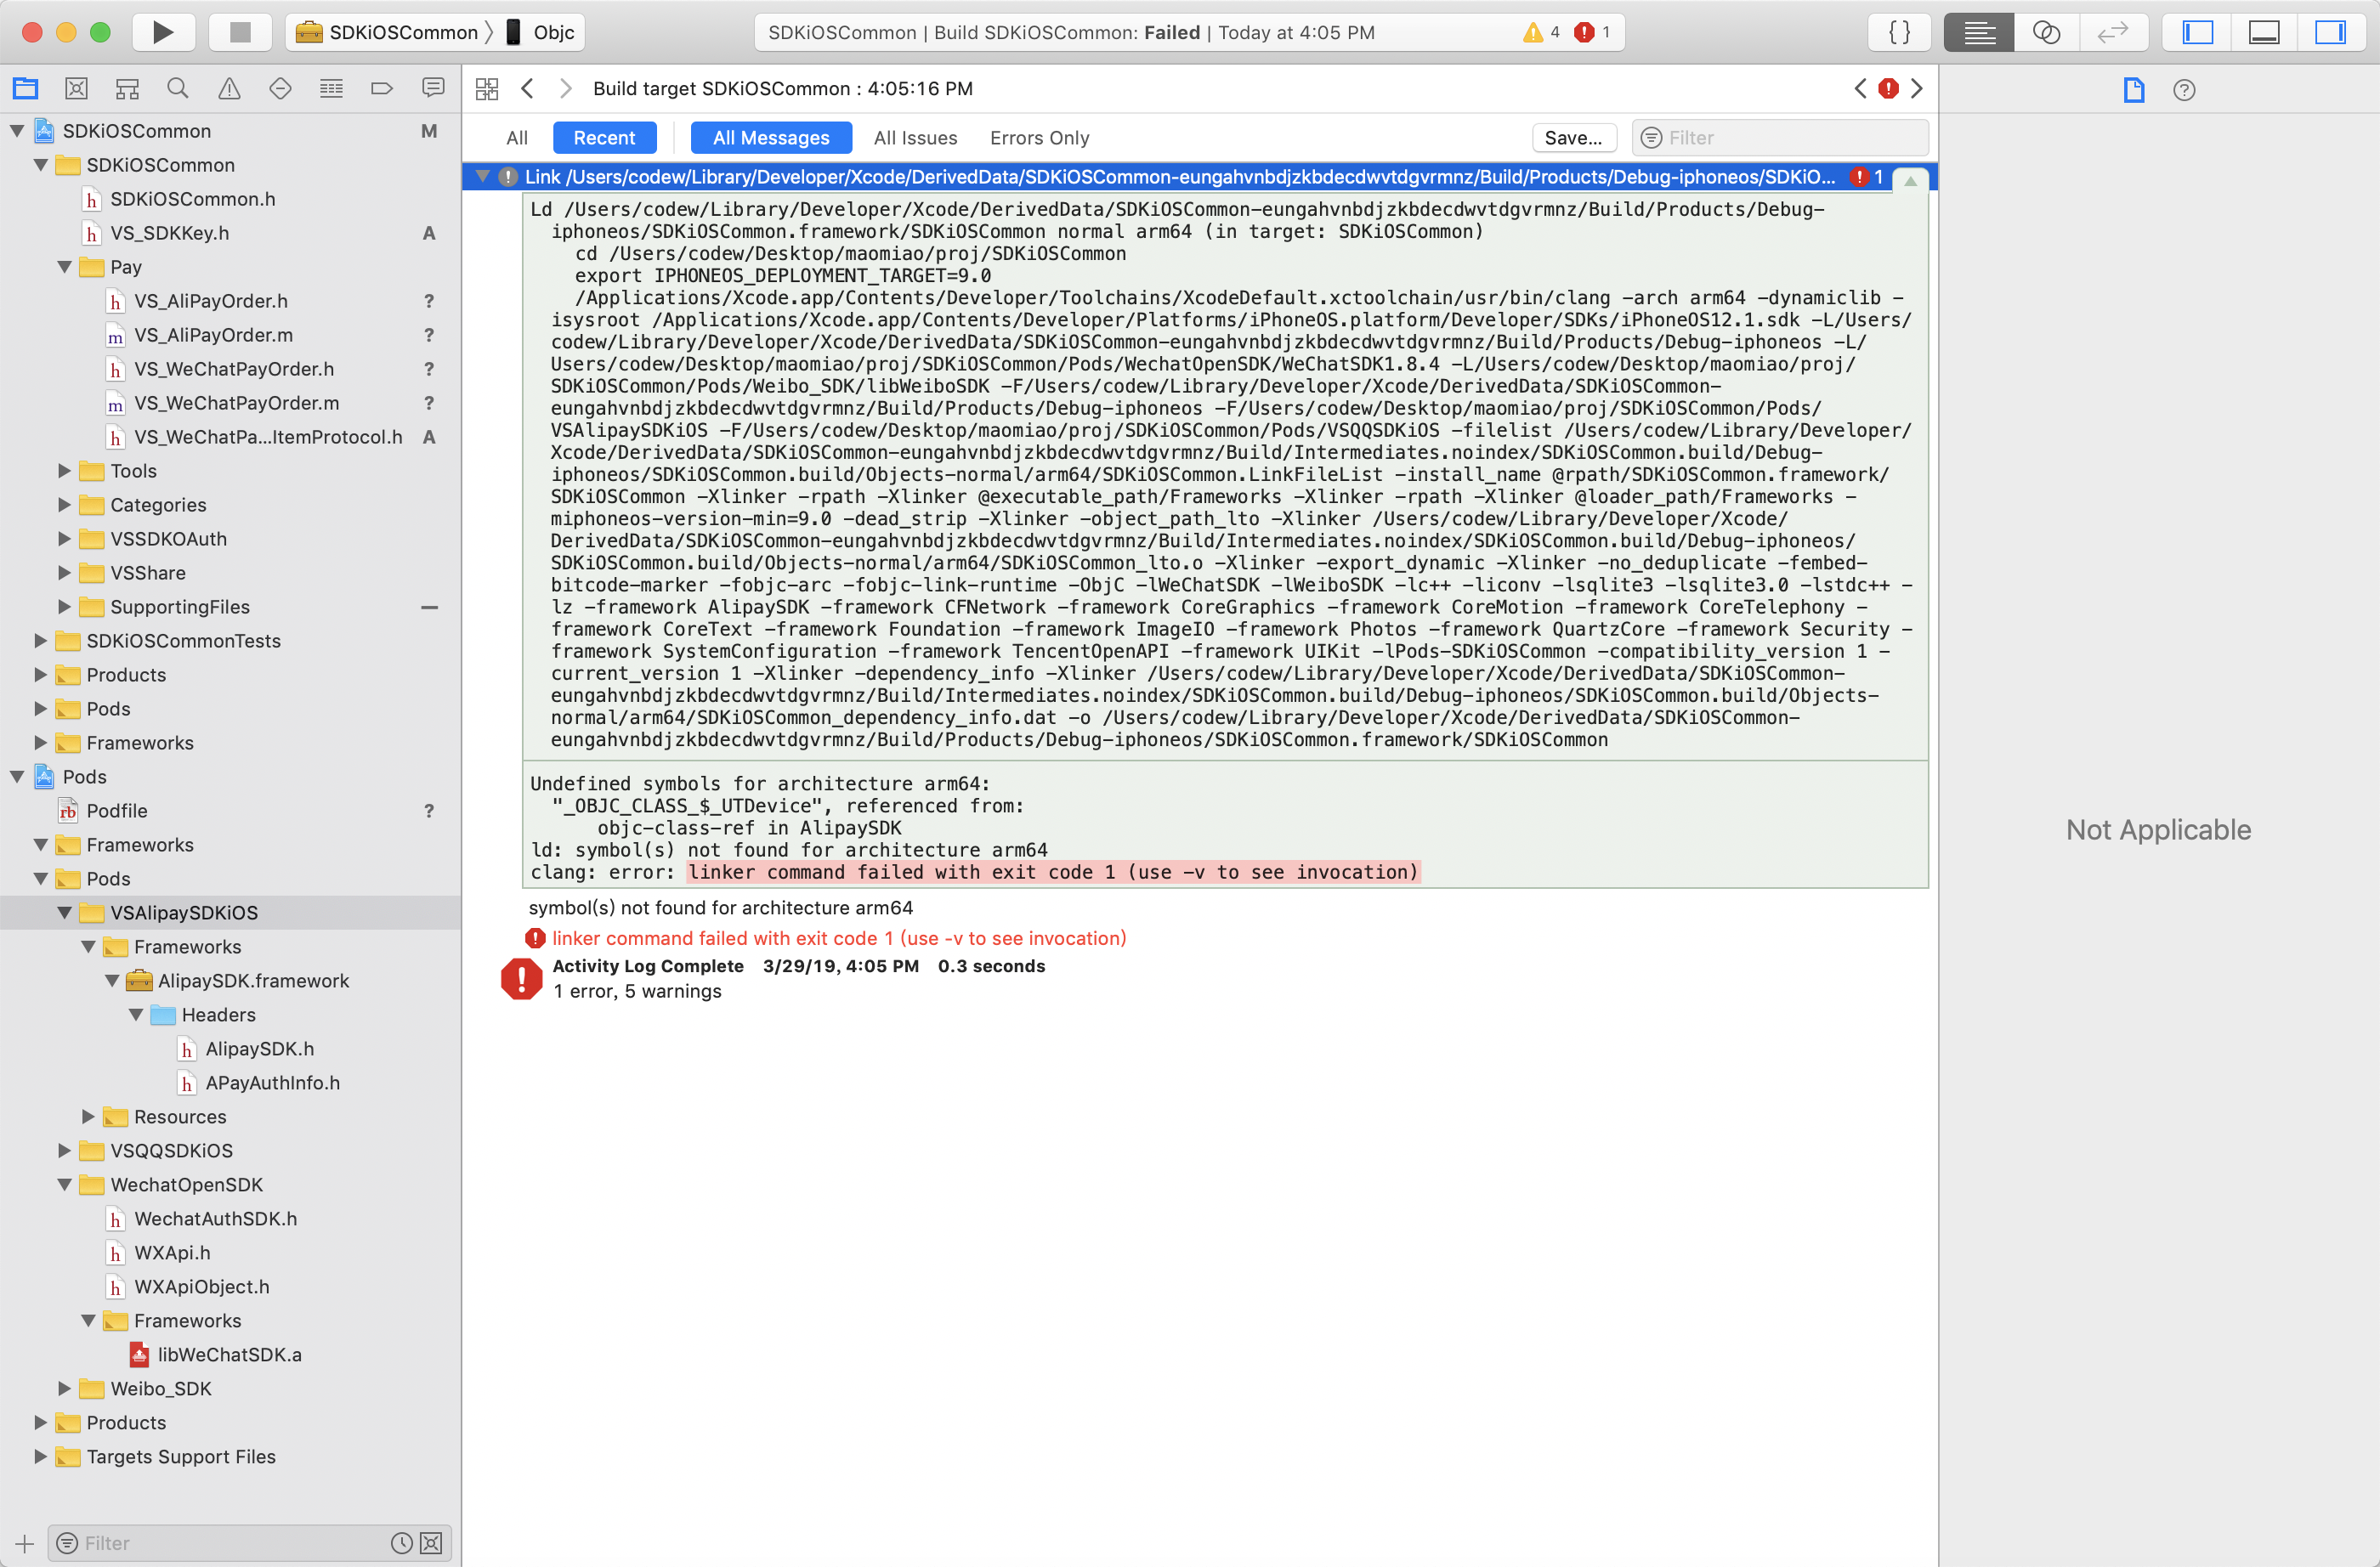 SDKiOSCommon 〉 Objc
SDKiOSCommon | Build SDKiOSCommon: Failed | Today at 4:05 PM
4
1
{ }
SDKiOSCommon M
SDKiOSCommon
SDKiOSCommon.h
VS_SDKKey.h A
Pay
VS_AliPayOrder.h ?
VS_AliPayOrder.m ?
VS_WeChatPayOrder.h ?
VS_WeChatPayOrder.m ?
VS_WeChatPa...ItemProtocol.h A
Tools
Categories
VSSDKOAuth
VSShare
SupportingFiles
SDKiOSCommonTests
Products
Pods
Frameworks
Pods
Podfile ?
Frameworks
Pods
VSAlipaySDKiOS
Frameworks
AlipaySDK.framework
Headers
AlipaySDK.h
APayAuthInfo.h
Resources
VSQQSDKiOS
WechatOpenSDK
WechatAuthSDK.h
WXApi.h
WXApiObject.h
Frameworks
libWeChatSDK.a
Weibo_SDK
Products
Targets Support Files
Filter
Build target SDKiOSCommon : 4:05:16 PM
All Recent All Messages All Issues Errors Only Save... Filter
Link /Users/codew/Library/Developer/Xcode/DerivedData/SDKiOSCommon-eungahvnbdjzkbdecdwvtdgvrmnz/Build/Products/Debug-iphoneos/SDKiO... 1
Ld /Users/codew/Library/Developer/Xcode/DerivedData/SDKiOSCommon-eungahvnbdjzkbdecdwvtdgvrmnz/Build/Products/Debug-
iphoneos/SDKiOSCommon.framework/SDKiOSCommon normal arm64 (in target: SDKiOSCommon)
cd /Users/codew/Desktop/maomiao/proj/SDKiOSCommon
export IPHONEOS_DEPLOYMENT_TARGET=9.0
/Applications/Xcode.app/Contents/Developer/Toolchains/XcodeDefault.xctoolchain/usr/bin/clang -arch arm64 -dynamiclib -
isysroot /Applications/Xcode.app/Contents/Developer/Platforms/iPhoneOS.platform/Developer/SDKs/iPhoneOS12.1.sdk -L/Users/
codew/Library/Developer/Xcode/DerivedData/SDKiOSCommon-eungahvnbdjzkbdecdwvtdgvrmnz/Build/Products/Debug-iphoneos -L/
Users/codew/Desktop/maomiao/proj/SDKiOSCommon/Pods/WechatOpenSDK/WeChatSDK1.8.4 -L/Users/codew/Desktop/maomiao/proj/
SDKiOSCommon/Pods/Weibo_SDK/libWeiboSDK -F/Users/codew/Library/Developer/Xcode/DerivedData/SDKiOSCommon-
eungahvnbdjzkbdecdwvtdgvrmnz/Build/Products/Debug-iphoneos -F/Users/codew/Desktop/maomiao/proj/SDKiOSCommon/Pods/
VSAlipaySDKiOS -F/Users/codew/Desktop/maomiao/proj/SDKiOSCommon/Pods/VSQQSDKiOS -filelist /Users/codew/Library/Developer/
Xcode/DerivedData/SDKiOSCommon-eungahvnbdjzkbdecdwvtdgvrmnz/Build/Intermediates.noindex/SDKiOSCommon.build/Debug-
iphoneos/SDKiOSCommon.build/Objects-normal/arm64/SDKiOSCommon.LinkFileList -install_name @rpath/SDKiOSCommon.framework/
SDKiOSCommon -Xlinker -rpath -Xlinker @executable_path/Frameworks -Xlinker -rpath -Xlinker @loader_path/Frameworks -
miphoneos-version-min=9.0 -dead_strip -Xlinker -object_path_lto -Xlinker /Users/codew/Library/Developer/Xcode/
DerivedData/SDKiOSCommon-eungahvnbdjzkbdecdwvtdgvrmnz/Build/Intermediates.noindex/SDKiOSCommon.build/Debug-iphoneos/
SDKiOSCommon.build/Objects-normal/arm64/SDKiOSCommon_lto.o -Xlinker -export_dynamic -Xlinker -no_deduplicate -fembed-
bitcode-marker -fobjc-arc -fobjc-link-runtime -ObjC -lWeChatSDK -lWeiboSDK -lc++ -liconv -lsqlite3 -lsqlite3.0 -lstdc++ -
lz -framework AlipaySDK -framework CFNetwork -framework CoreGraphics -framework CoreMotion -framework CoreTelephony -
framework CoreText -framework Foundation -framework ImageIO -framework Photos -framework QuartzCore -framework Security -
framework SystemConfiguration -framework TencentOpenAPI -framework UIKit -lPods-SDKiOSCommon -compatibility_version 1 -
current_version 1 -Xlinker -dependency_info -Xlinker /Users/codew/Library/Developer/Xcode/DerivedData/SDKiOSCommon-
eungahvnbdjzkbdecdwvtdgvrmnz/Build/Intermediates.noindex/SDKiOSCommon.build/Debug-iphoneos/SDKiOSCommon.build/Objects-
normal/arm64/SDKiOSCommon_dependency_info.dat -o /Users/codew/Library/Developer/Xcode/DerivedData/SDKiOSCommon-
eungahvnbdjzkbdecdwvtdgvrmnz/Build/Products/Debug-iphoneos/SDKiOSCommon.framework/SDKiOSCommon
Undefined symbols for architecture arm64:
"_OBJC_CLASS_$_UTDevice", referenced from:
objc-class-ref in AlipaySDK
ld: symbol(s) not found for architecture arm64
clang: error: linker command failed with exit code 1 (use -v to see invocation)
symbol(s) not found for architecture arm64
linker command failed with exit code 1 (use -v to see invocation)
Activity Log Complete 3/29/19, 4:05 PM 0.3 seconds
1 error, 5 warnings
Not Applicable